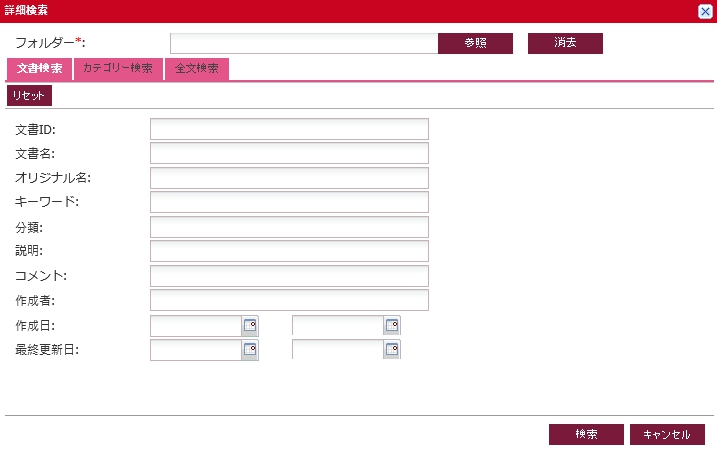 詳細検索
フォルダー*: 参照 消去
文書検索 カテゴリー検索 全文検索
リセット
文書ID:
文書名:
オリジナル名:
キーワード:
分類:
説明:
コメント:
作成者:
作成日:
最終更新日:
検索 キャンセル